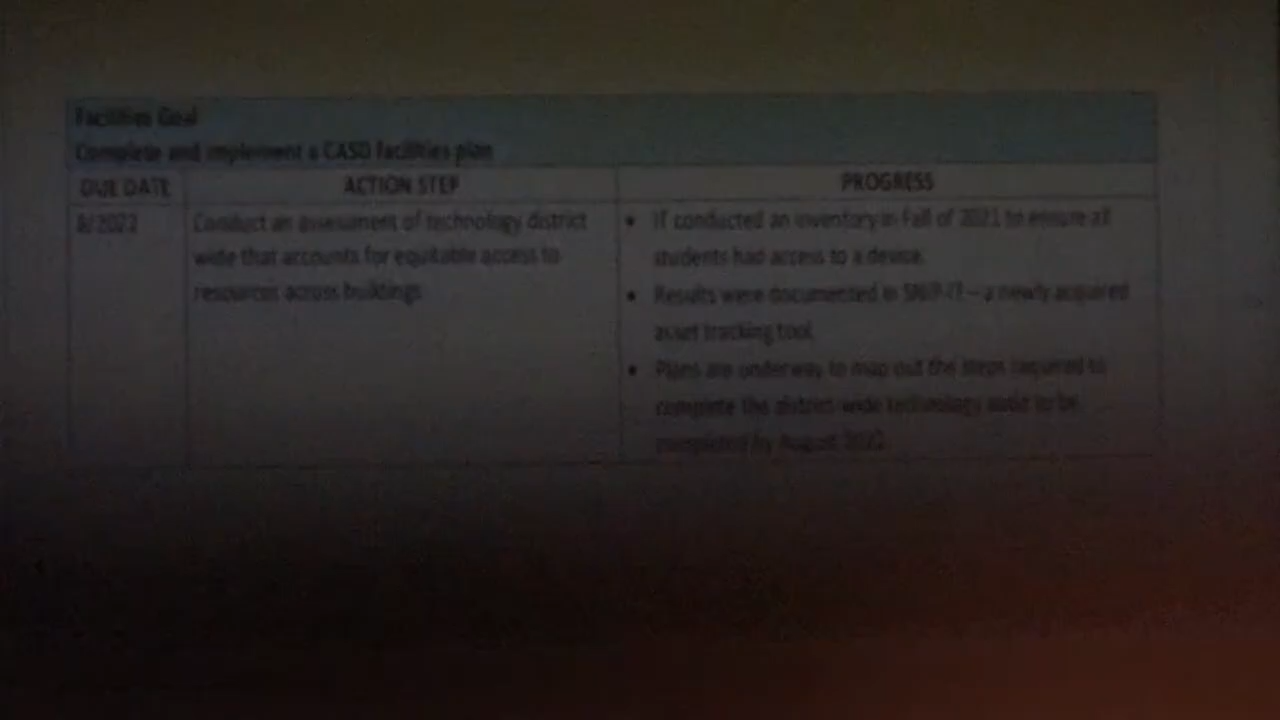 Facilities Goal
Complete and implement a CASD facilities plan
DUE DATE
ACTION STEP
PROGRESS
8/2022
Conduct an assessment of technology district
wide that accounts for equitable access to
resources across buildings
• IT conducted an inventory in Fall of 2021 to ensure all
students had access to a device.
• Results were documented in – a newly acquired
asset tracking tool
• Plans are underway to map out the steps required to
complete the district-wide technology audit to be
completed by August 2022